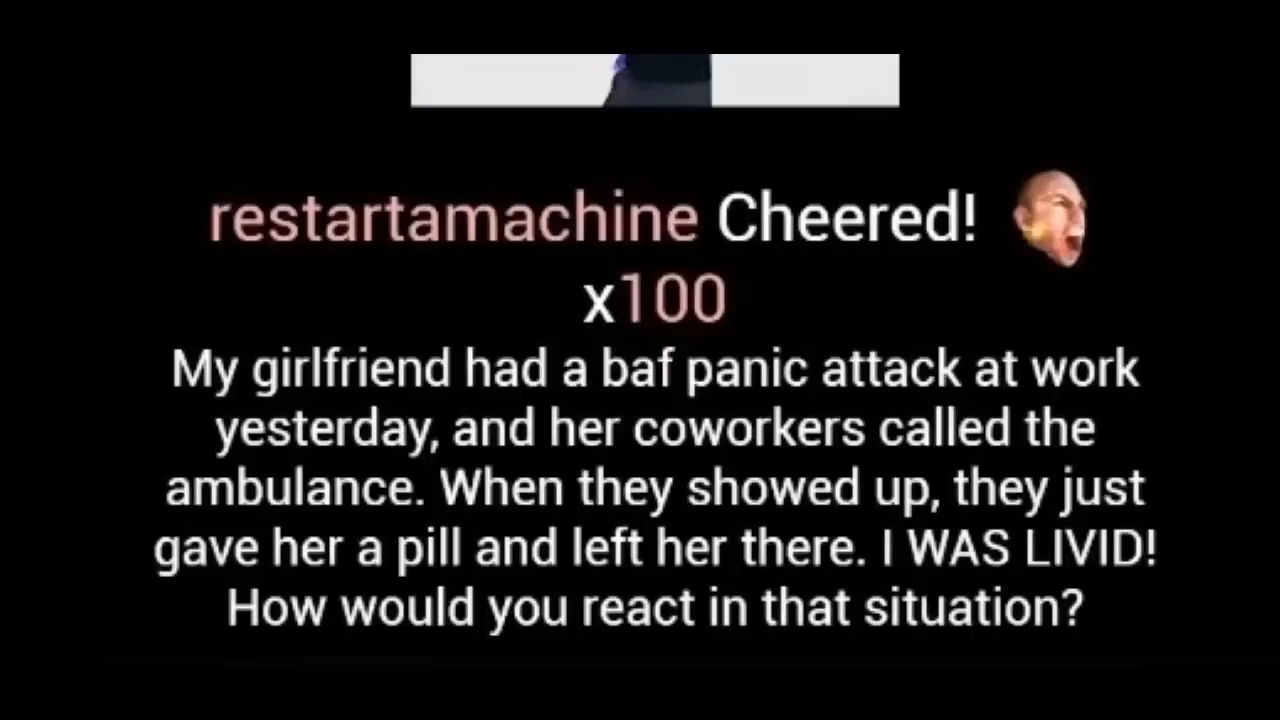 restartamachine Cheered!
x100
My girlfriend had a baf panic attack at work
yesterday, and her coworkers called the
ambulance. When they showed up, they just
gave her a pill and left her there. I WAS LIVID!
How would you react in that situation?